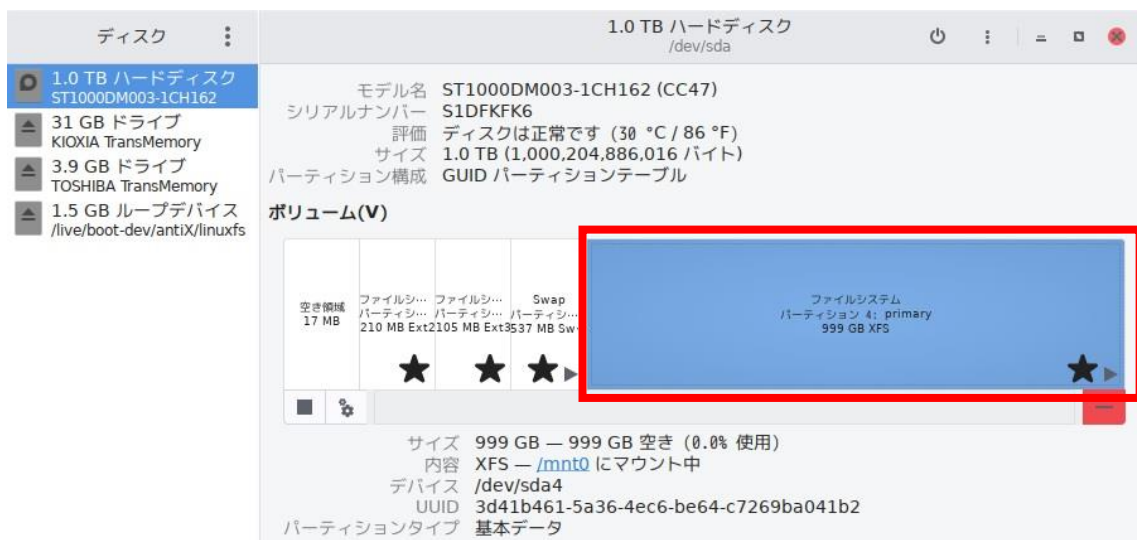 ディスク
1.0 TB ハードディスク
/dev/sda
1.0 TB ハードディスク
ST1000DM003-1CH162
31 GB ドライブ
KIOXIA TransMemory
3.9 GB ドライブ
TOSHIBA TransMemory
1.5 GB ループデバイス
/live/boot-dev/antiX/linuxfs
モデル名 ST1000DM003-1CH162 (CC47)
シリアルナンバー S1DFKFK6
評価 ディスクは正常です (30 °C / 86 °F)
サイズ 1.0 TB (1,000,204,886,016 バイト)
パーティション構成 GUID パーティションテーブル
ボリューム(V)
空き領域
17 MB
ファイルシ…
パーティシ…
210 MB Ext2
ファイルシ…
パーティシ…
105 MB Ext3
Swap
パーティシ…
537 MB Sw
ファイルシステム
パーティション 4: primary
999 GB XFS
サイズ 999 GB — 999 GB 空き (0.0% 使用)
内容 XFS — /mnt0 にマウント中
デバイス /dev/sda4
UUID 3d41b461-5a36-4ec6-be64-c7269ba041b2
パーティションタイプ 基本データ